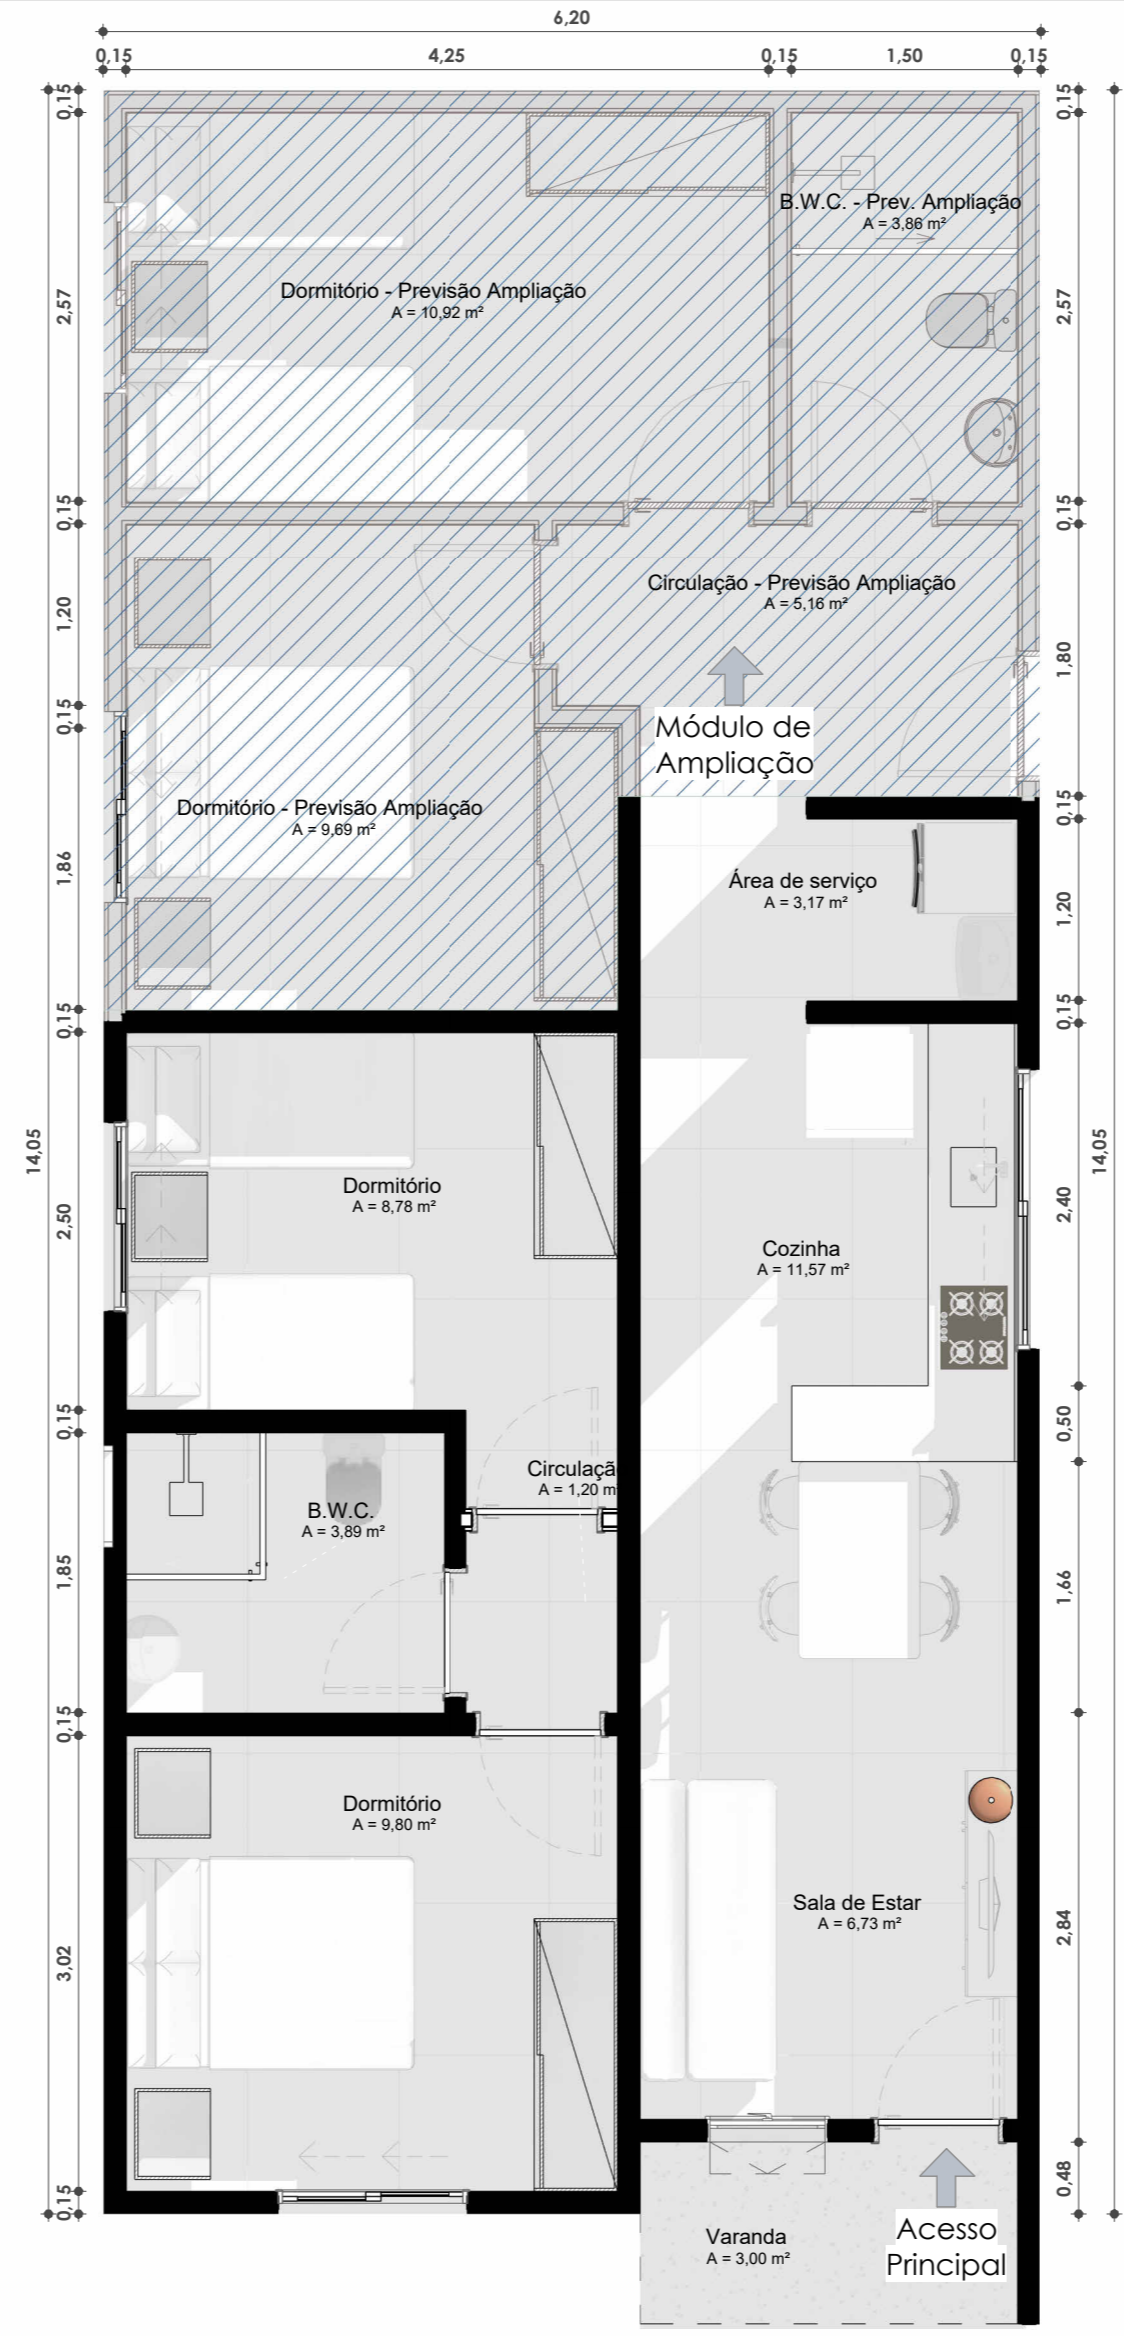 6,20
0,15
4,25
0,15
1,50
0,15
0,15
0,15
B.W.C. - Prev. Ampliação
A = 3,86 m²
Dormitório - Previsão Ampliação
A = 10,92 m²
2,57
2,57
0,15
0,15
Circulação - Previsão Ampliação
A = 5,16 m²
1,20
1,80
0,15
Módulo de
Ampliação
Dormitório - Previsão Ampliação
A = 9,69 m²
0,15
1,86
Área de serviço
A = 3,17 m²
1,20
0,15
0,15
14,05
14,05
Dormitório
A = 8,78 m²
2,50
2,40
Cozinha
A = 11,57 m²
0,15
0,50
Circulaçã
A = 1,20 m
B.W.C.
A = 3,89 m²
1,85
1,66
0,15
Dormitório
A = 9,80 m²
Sala de Estar
A = 6,73 m²
2,84
3,02
0,48
0,15
Varanda
A = 3,00 m²
Acesso
Principal